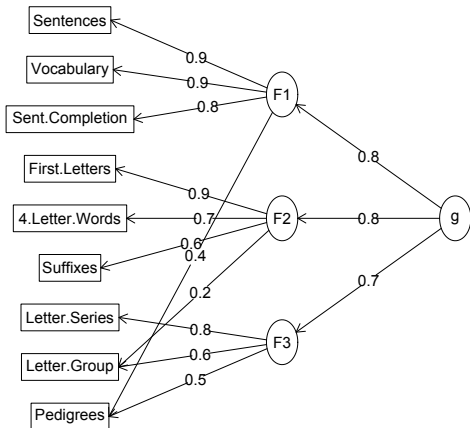 Sentences
0.9
Vocabulary
0.9
F1
Sent.Completion
0.8
0.8
First.Letters
0.9
4.Letter.Words
0.7
F2
0.8
g
0.6
0.4
Suffixes
0.2
0.7
Letter.Series
0.8
F3
Letter.Group
0.6
0.5
Pedigrees